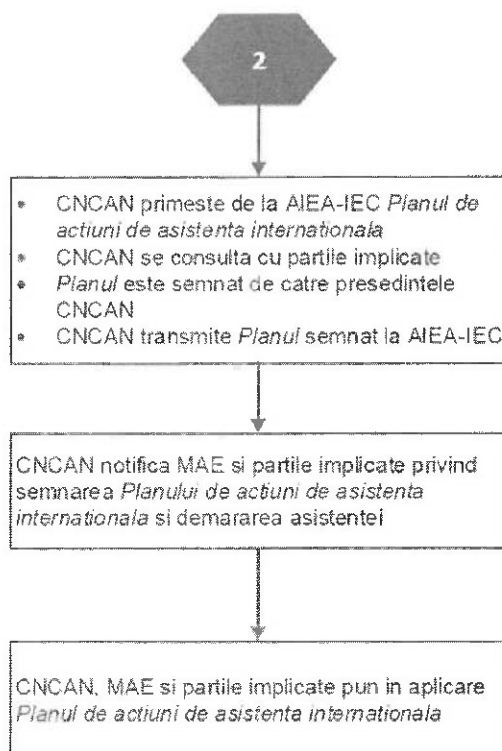 2
• CNCAN primeste de la AIEA-IEC Planul de
actiuni de asistenta internationala
• CNCAN se consulta cu partile implicate
• Planul este semnat de catre presedintele
CNCAN
• CNCAN transmite Planul semnat la AIEA-IEC
CNCAN notifica MAE si partile implicate privind
semnarea Planului de actiuni de asistenta
internationala si demararea asistentei
CNCAN, MAE si partile implicate pun in aplicare
Planul de actiuni de asistenta internationala